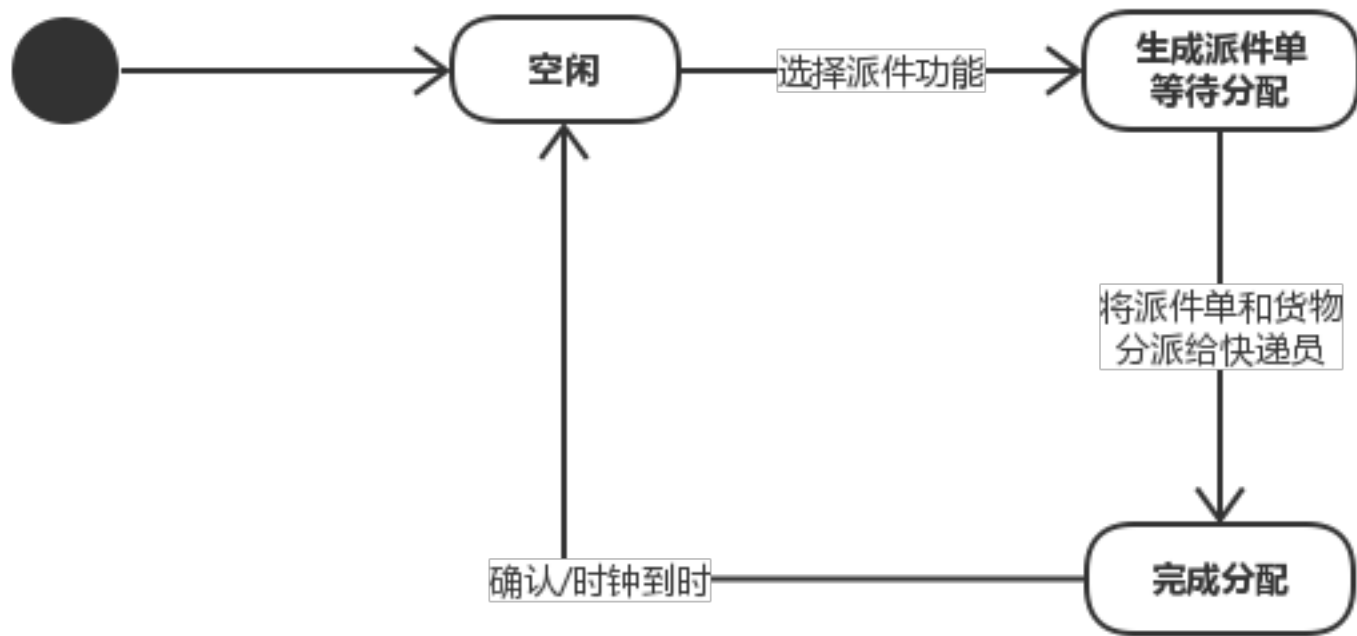 空闲
选择派件功能
生成派件单
等待分配
将派件单和货物
分派给快递员
完成分配
确认/时钟到时